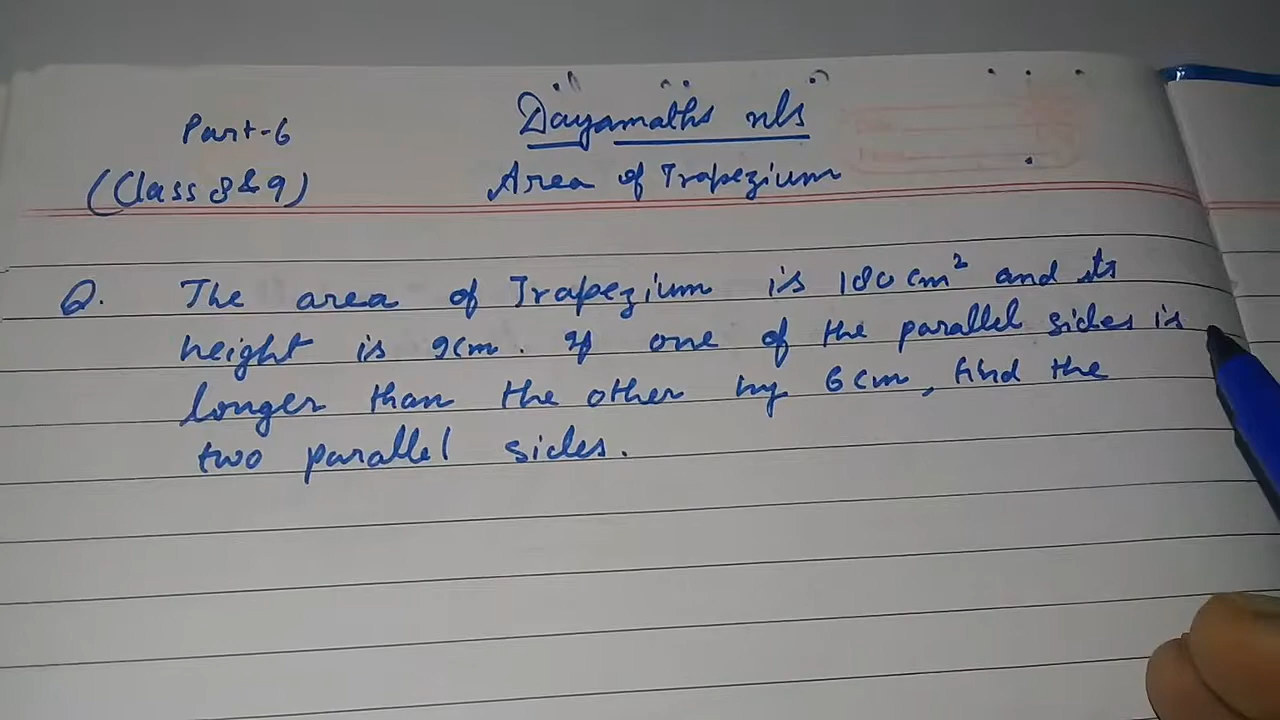 Part-6
(Class 8 & 9)
Dayamaths nls
Area of Trapezium
Q. The area of Trapezium is 180 cm² and its
height is 9cm. If one of the parallel sides is
longer than the other by 6cm, find the
two parallel sides.